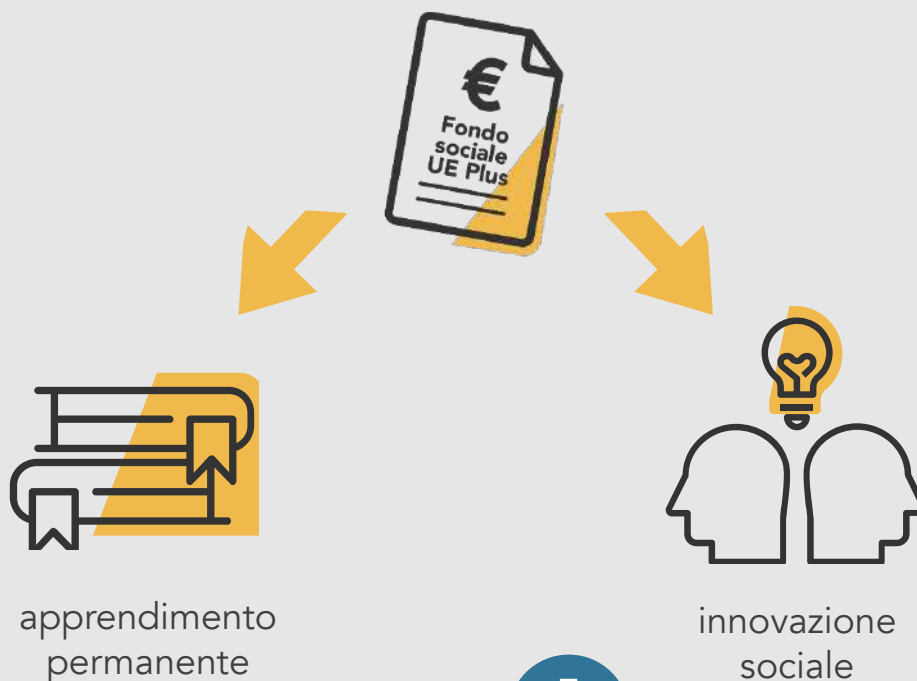 €
Fondo
sociale
UE Plus
apprendimento
permanente
innovazione
sociale